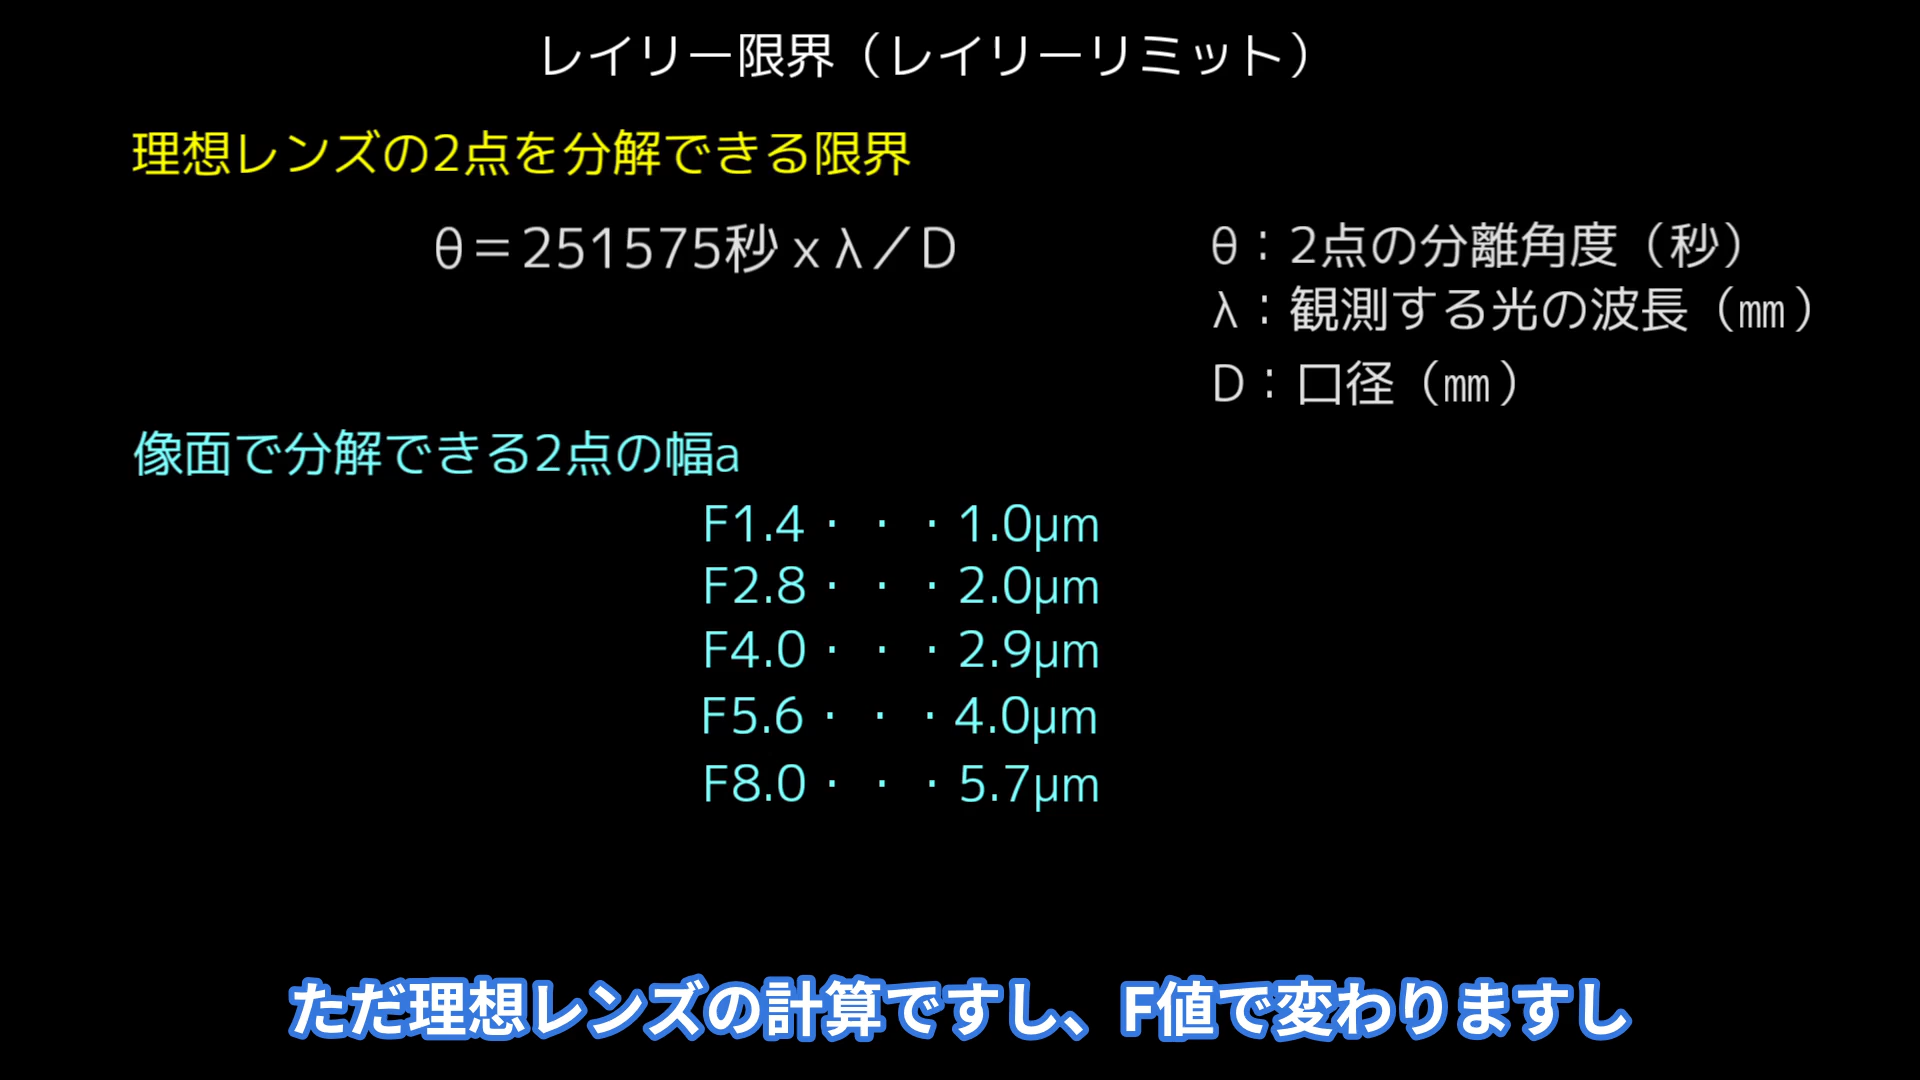 レイリー限界（レイリーリミット）
理想レンズの2点を分解できる限界
θ＝251575秒 x λ／D
θ：2点の分離角度（秒）
λ：観測する光の波長（㎜）
D：口径（㎜）
像面で分解できる2点の幅a
F1.4・・・1.0μm
F2.8・・・2.0μm
F4.0・・・2.9μm
F5.6・・・4.0μm
F8.0・・・5.7μm
ただ理想レンズの計算ですし、F値で変わりますし